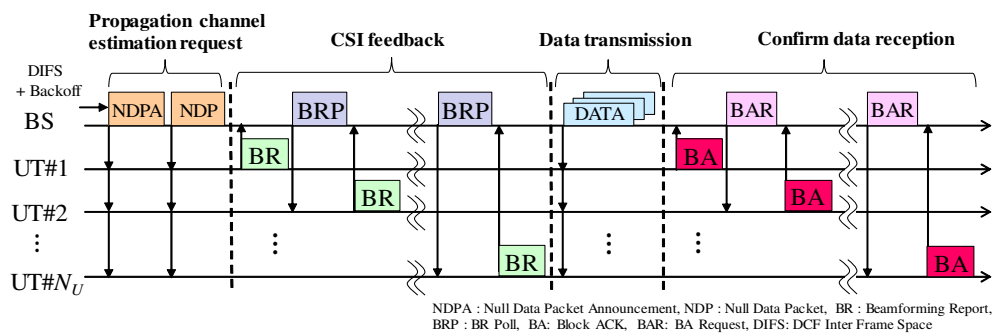 Propagation channel
estimation request
CSI feedback
Data transmission
Confirm data reception
DIFS
+ Backoff
NDPA
NDP
BRP
BRP
DATA
BAR
BAR
BS
UT#1
BR
BA
UT#2
BR
BA
UT#N_U
BR
BA
NDPA : Null Data Packet Announcement, NDP : Null Data Packet, BR : Beamforming Report,
BRP : BR Poll, BA: Block ACK, BAR: BA Request, DIFS: DCF Inter Frame Space